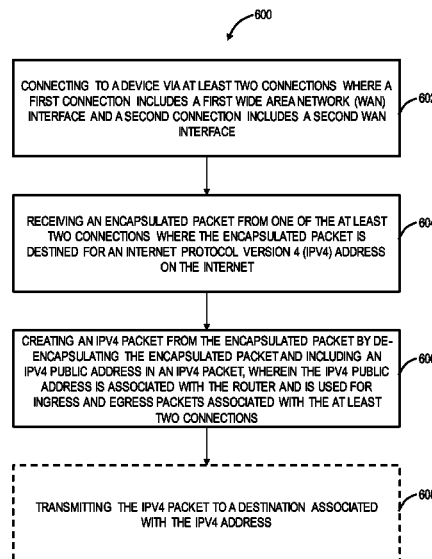 600
CONNECTING TO A DEVICE VIA AT LEAST TWO CONNECTIONS WHERE A
FIRST CONNECTION INCLUDES A FIRST WIDE AREA NETWORK (WAN)
INTERFACE AND A SECOND CONNECTION INCLUDES A SECOND WAN
INTERFACE
RECEIVING AN ENCAPSULATED PACKET FROM ONE OF THE AT LEAST
TWO CONNECTIONS WHERE THE ENCAPSULATED PACKET IS
DESTINED FOR AN INTERNET PROTOCOL VERSION 4 (IPV4) ADDRESS
ON THE INTERNET
CREATING AN IPV4 PACKET FROM THE ENCAPSULATED PACKET BY DE-
ENCAPSULATING THE ENCAPSULATED PACKET AND INCLUDING AN
IPV4 PUBLIC ADDRESS IN AN IPV4 PACKET, WHEREIN THE IPV4 PUBLIC
ADDRESS IS ASSOCIATED WITH THE ROUTER AND IS USED FOR
INGRESS AND EGRESS PACKETS ASSOCIATED WITH THE AT LEAST
TWO CONNECTIONS
TRANSMITTING THE IPV4 PACKET TO A DESTINATION ASSOCIATED
WITH THE IPV4 ADDRESS